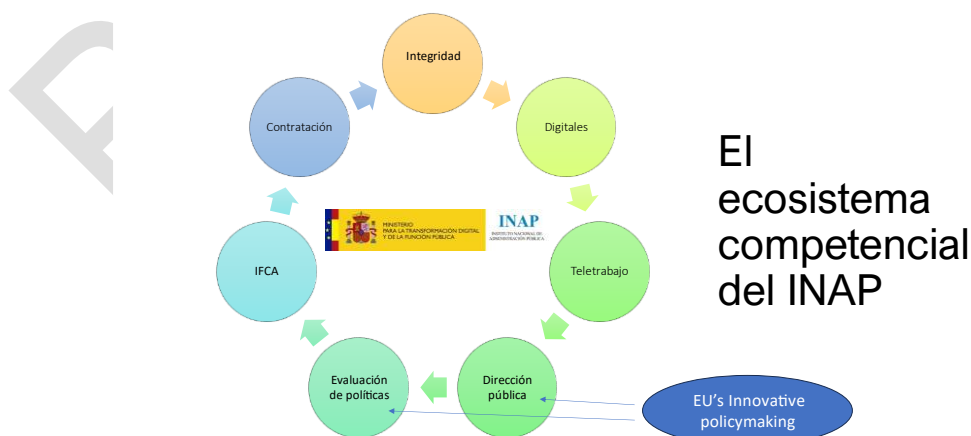 Integridad
Digitales
Teletrabajo
Dirección
pública
Evaluación
de políticas
IFCA
Contratación
MINISTERIO
PARA LA TRANSFORMACIÓN DIGITAL
Y DE LA FUNCIÓN PÚBLICA
INAP
INSTITUTO NACIONAL DE
ADMINISTRACIÓN PÚBLICA
El
ecosistema
competencial
del INAP
EU's Innovative
policymaking